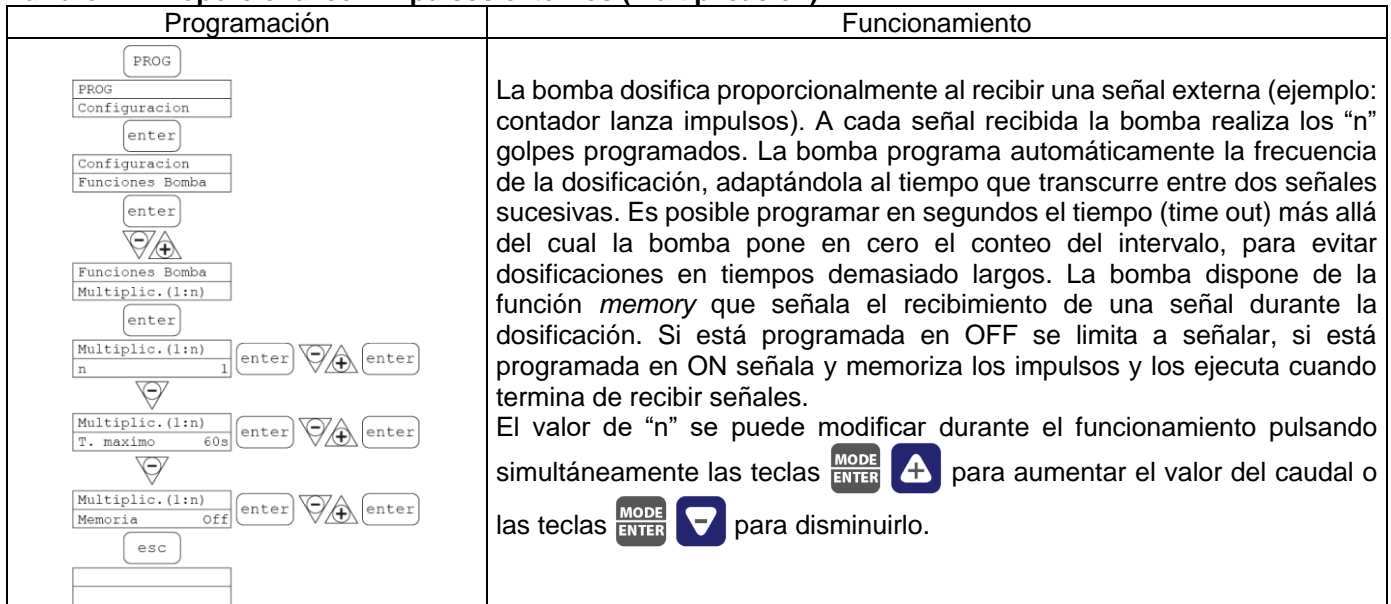 Programación
Funcionamiento
PROG
PROG
Configuracion
enter
Configuracion
Funciones Bomba
enter
Funciones Bomba
Multiplic.(1:n)
enter
Multiplic.(1:n)
n 1
enter enter
Multiplic.(1:n)
T. maximo 60s
enter enter
Multiplic.(1:n)
Memoria Off
enter enter
esc
La bomba dosifica proporcionalmente al recibir una señal externa (ejemplo:
contador lanza impulsos). A cada señal recibida la bomba realiza los “n”
golpes programados. La bomba programa automáticamente la frecuencia
de la dosificación, adaptándola al tiempo que transcurre entre dos señales
sucesivas. Es posible programar en segundos el tiempo (time out) más allá
del cual la bomba pone en cero el conteo del intervalo, para evitar
dosificaciones en tiempos demasiado largos. La bomba dispone de la
función memory que señala el recibimiento de una señal durante la
dosificación. Si está programada en OFF se limita a señalar, si está
programada en ON señala y memoriza los impulsos y los ejecuta cuando
termina de recibir señales.
El valor de “n” se puede modificar durante el funcionamiento pulsando
simultáneamente las teclas MODE ENTER + para aumentar el valor del caudal o
las teclas MODE ENTER - para disminuirlo.